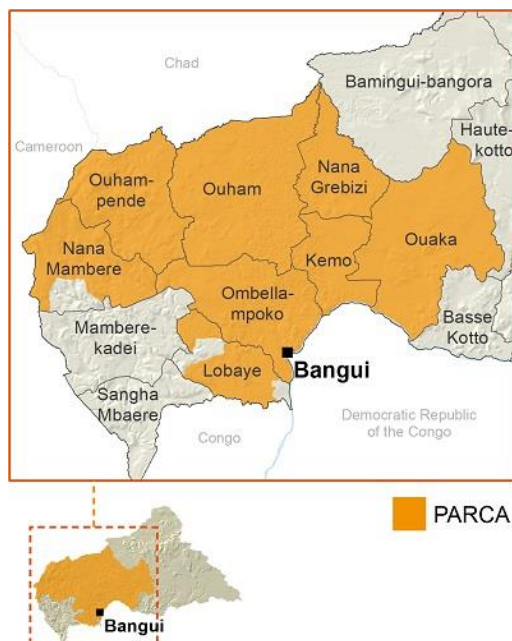 Chad
Bamingui-bangora
Haute-
kotto
Cameroon
Ouham-
pende
Ouham
Nana
Grebizi
Ouaka
Nana
Mambere
Kemo
Ombella-
mpoko
Mambere-
kadei
Basse
Kotto
Lobaye
Bangui
Sangha
Mbaere
Democratic Republic
of the Congo
Congo
PARCA
Bangui